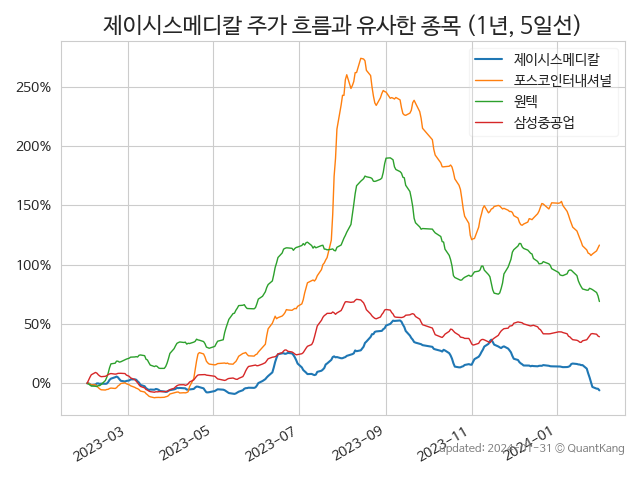 제이시스메디칼 주가 흐름과 유사한 종목 (1년, 5일선)
제이시스메디칼
포스코인터내셔널
원텍
삼성중공업
250%
200%
150%
100%
50%
0%
2023-03
2023-05
2023-07
2023-09
2023-11
2024-01
updated: 2024-01-31 © QuantKang